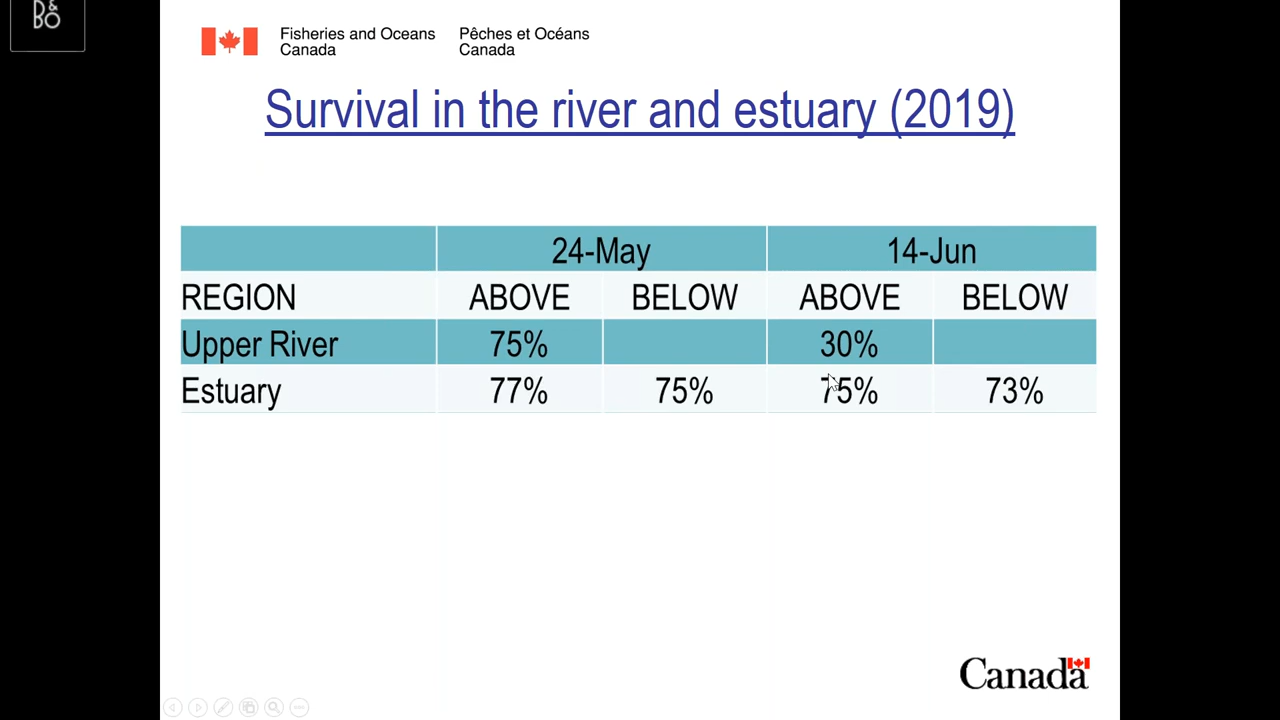 B&
BO
Fisheries and Oceans Pêches et Océans
Canada Canada
Survival in the river and estuary (2019)
24-May 14-Jun
REGION ABOVE BELOW ABOVE BELOW
Upper River 75% 30%
Estuary 77% 75% 75% 73%
Canada